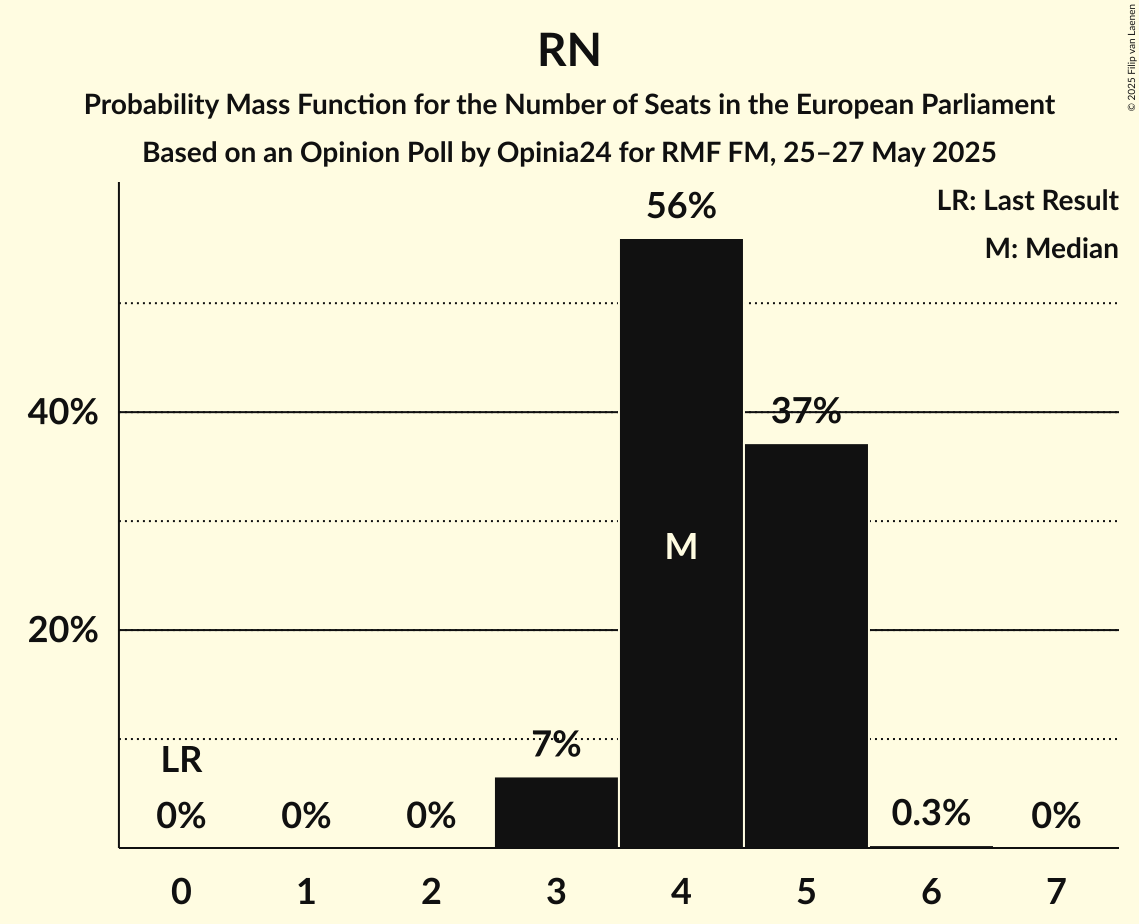 RN
Probability Mass Function for the Number of Seats in the European Parliament
Based on an Opinion Poll by Opinia24 for RMF FM, 25–27 May 2025
© 2025 Filip van Laenen
LR: Last Result
M: Median
56%
40%
37%
M
20%
LR
7%
0%
0%
0%
0.3%
0%
0
1
2
3
4
5
6
7